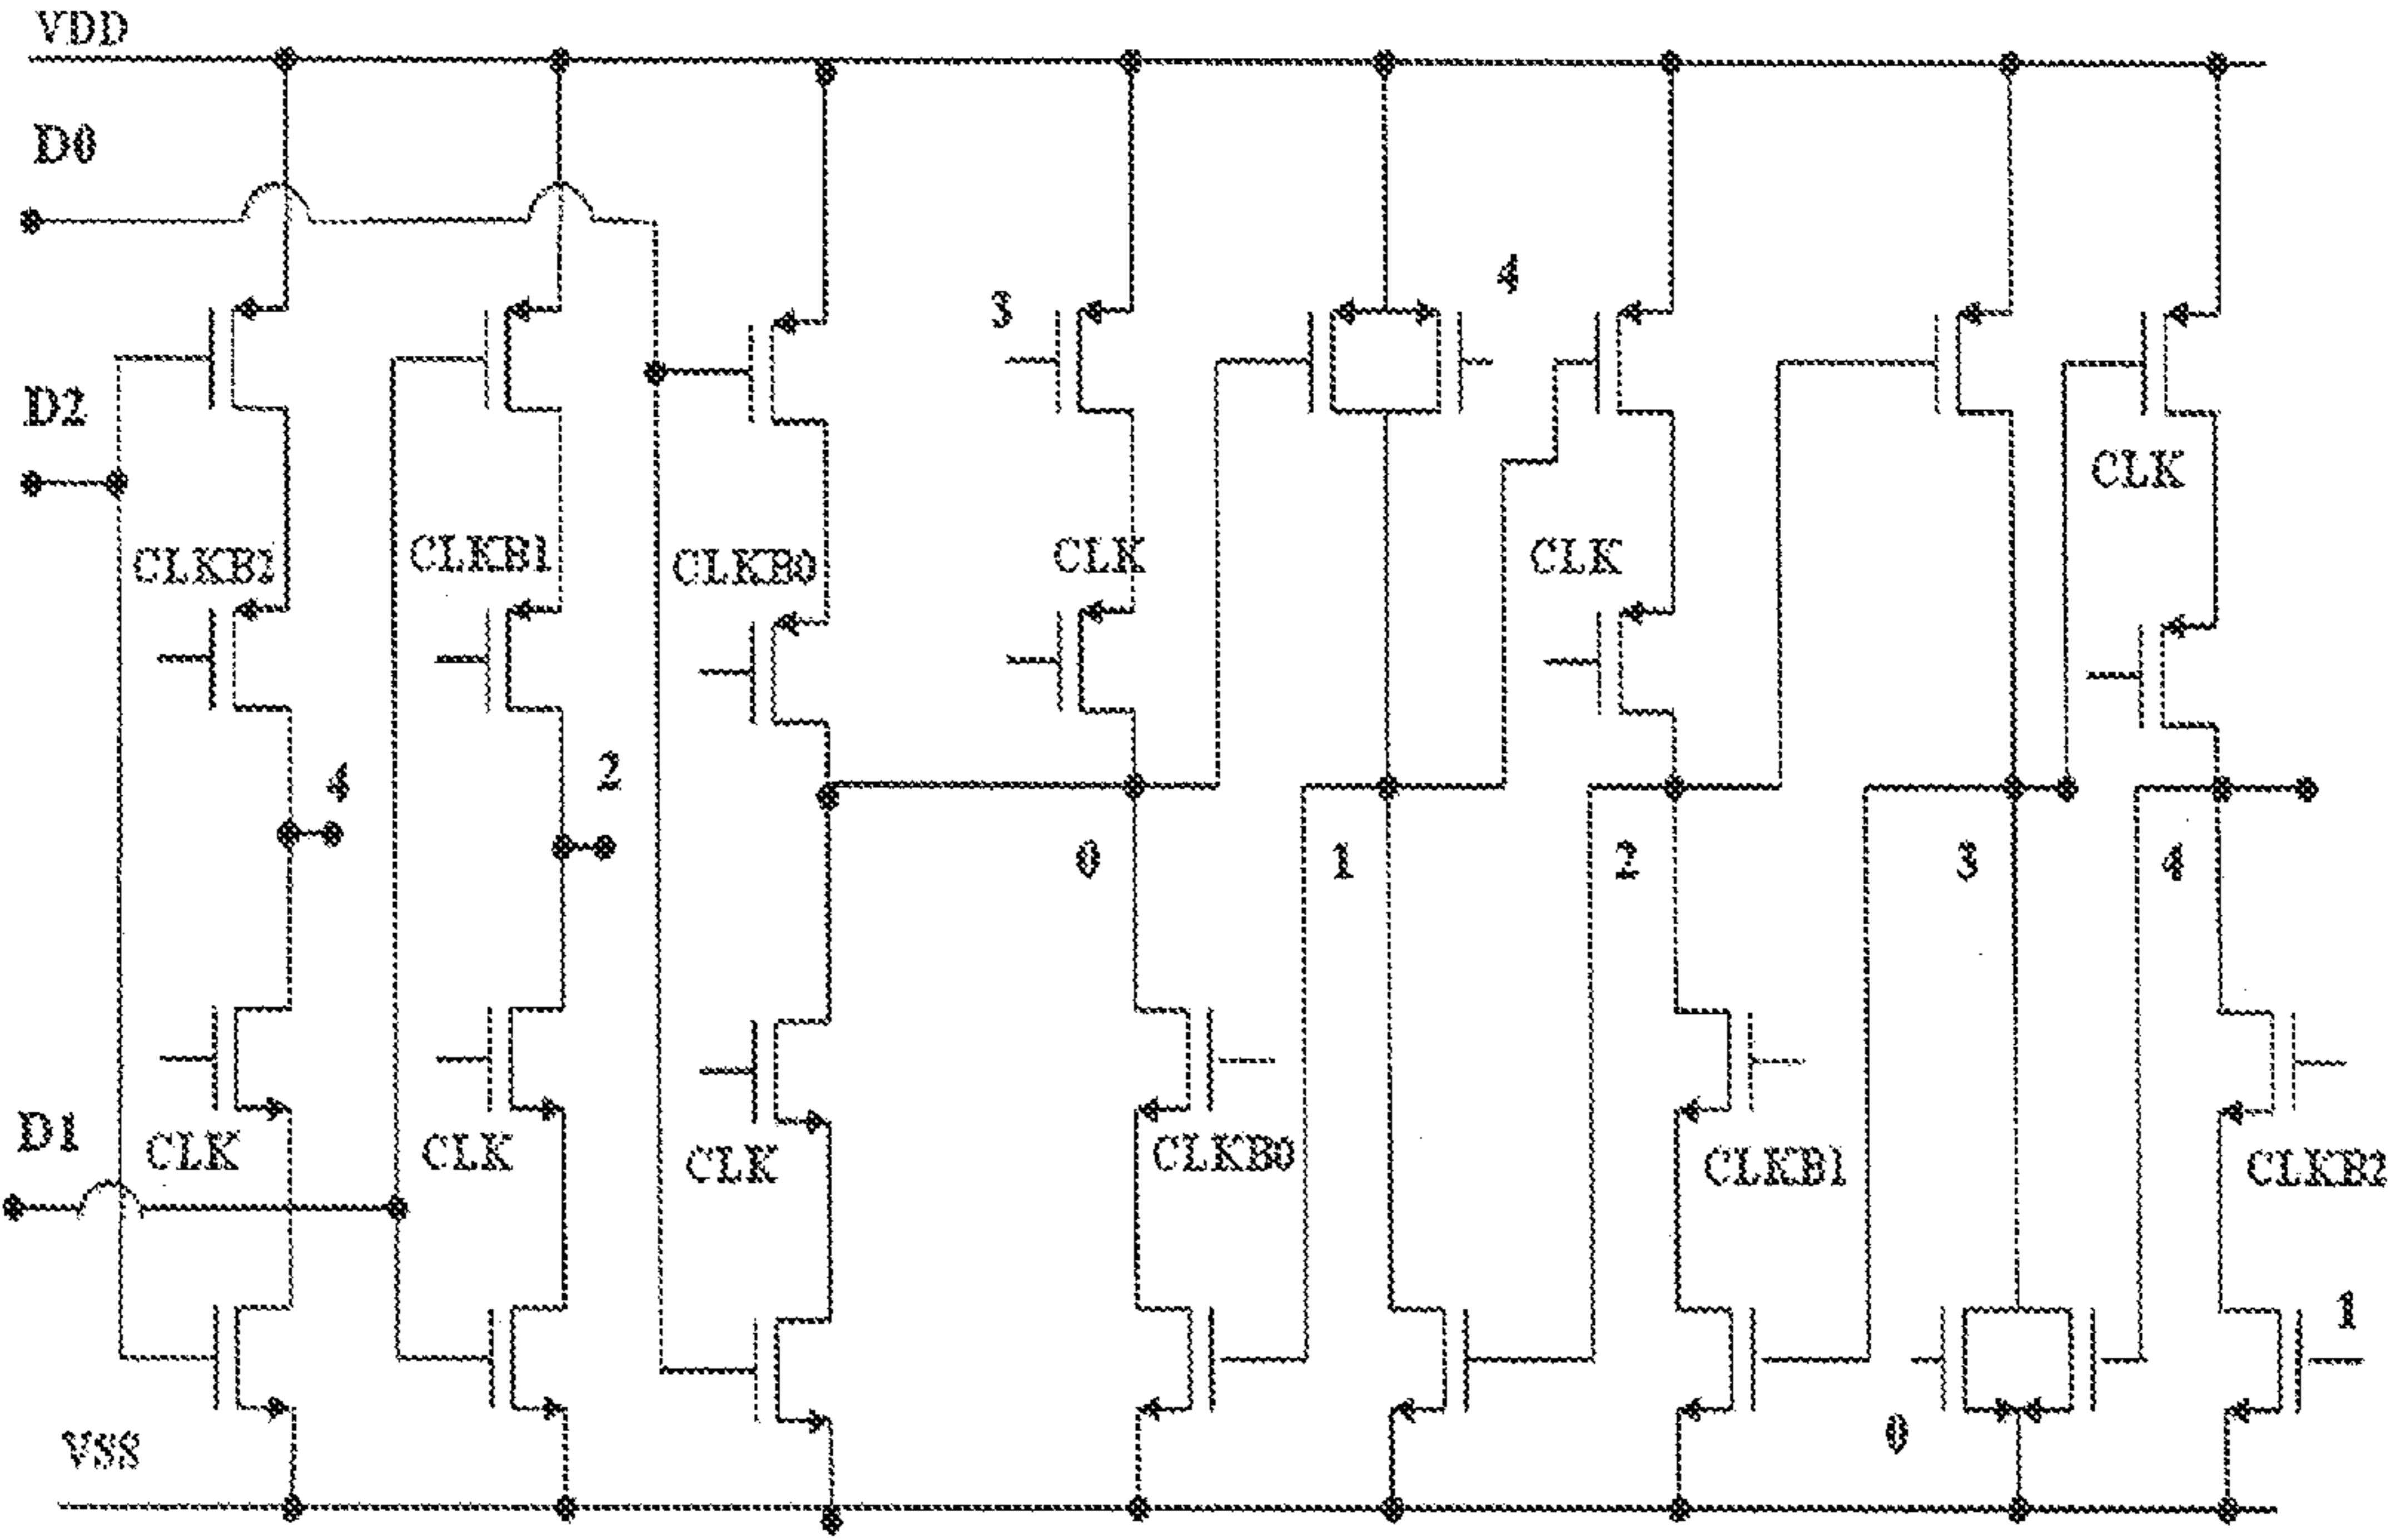 VDD
D0
4
3
D2
CLK
CLKB2 CLKB1 CLKB0 CLK CLK
4 2
0 1 2 3 4
D1
CLK CLK CLK CLKB0 CLKB1 CLKB2
1
0
VSS